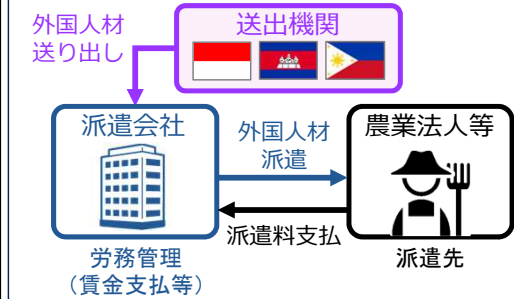 外国人材
送り出し
送出機関
派遣会社
外国人材
派遣
農業法人等
派遣料支払
労務管理
（賃金支払等）
派遣先